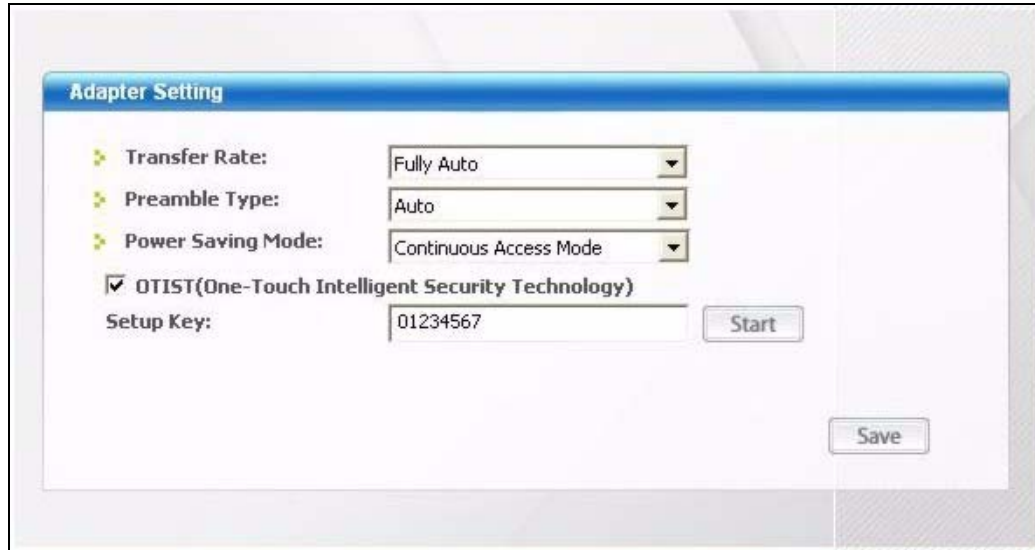 Adapter Setting
Transfer Rate: Fully Auto
Preamble Type: Auto
Power Saving Mode: Continuous Access Mode
OTIST(One-Touch Intelligent Security Technology)
Setup Key: 01234567 Start
Save